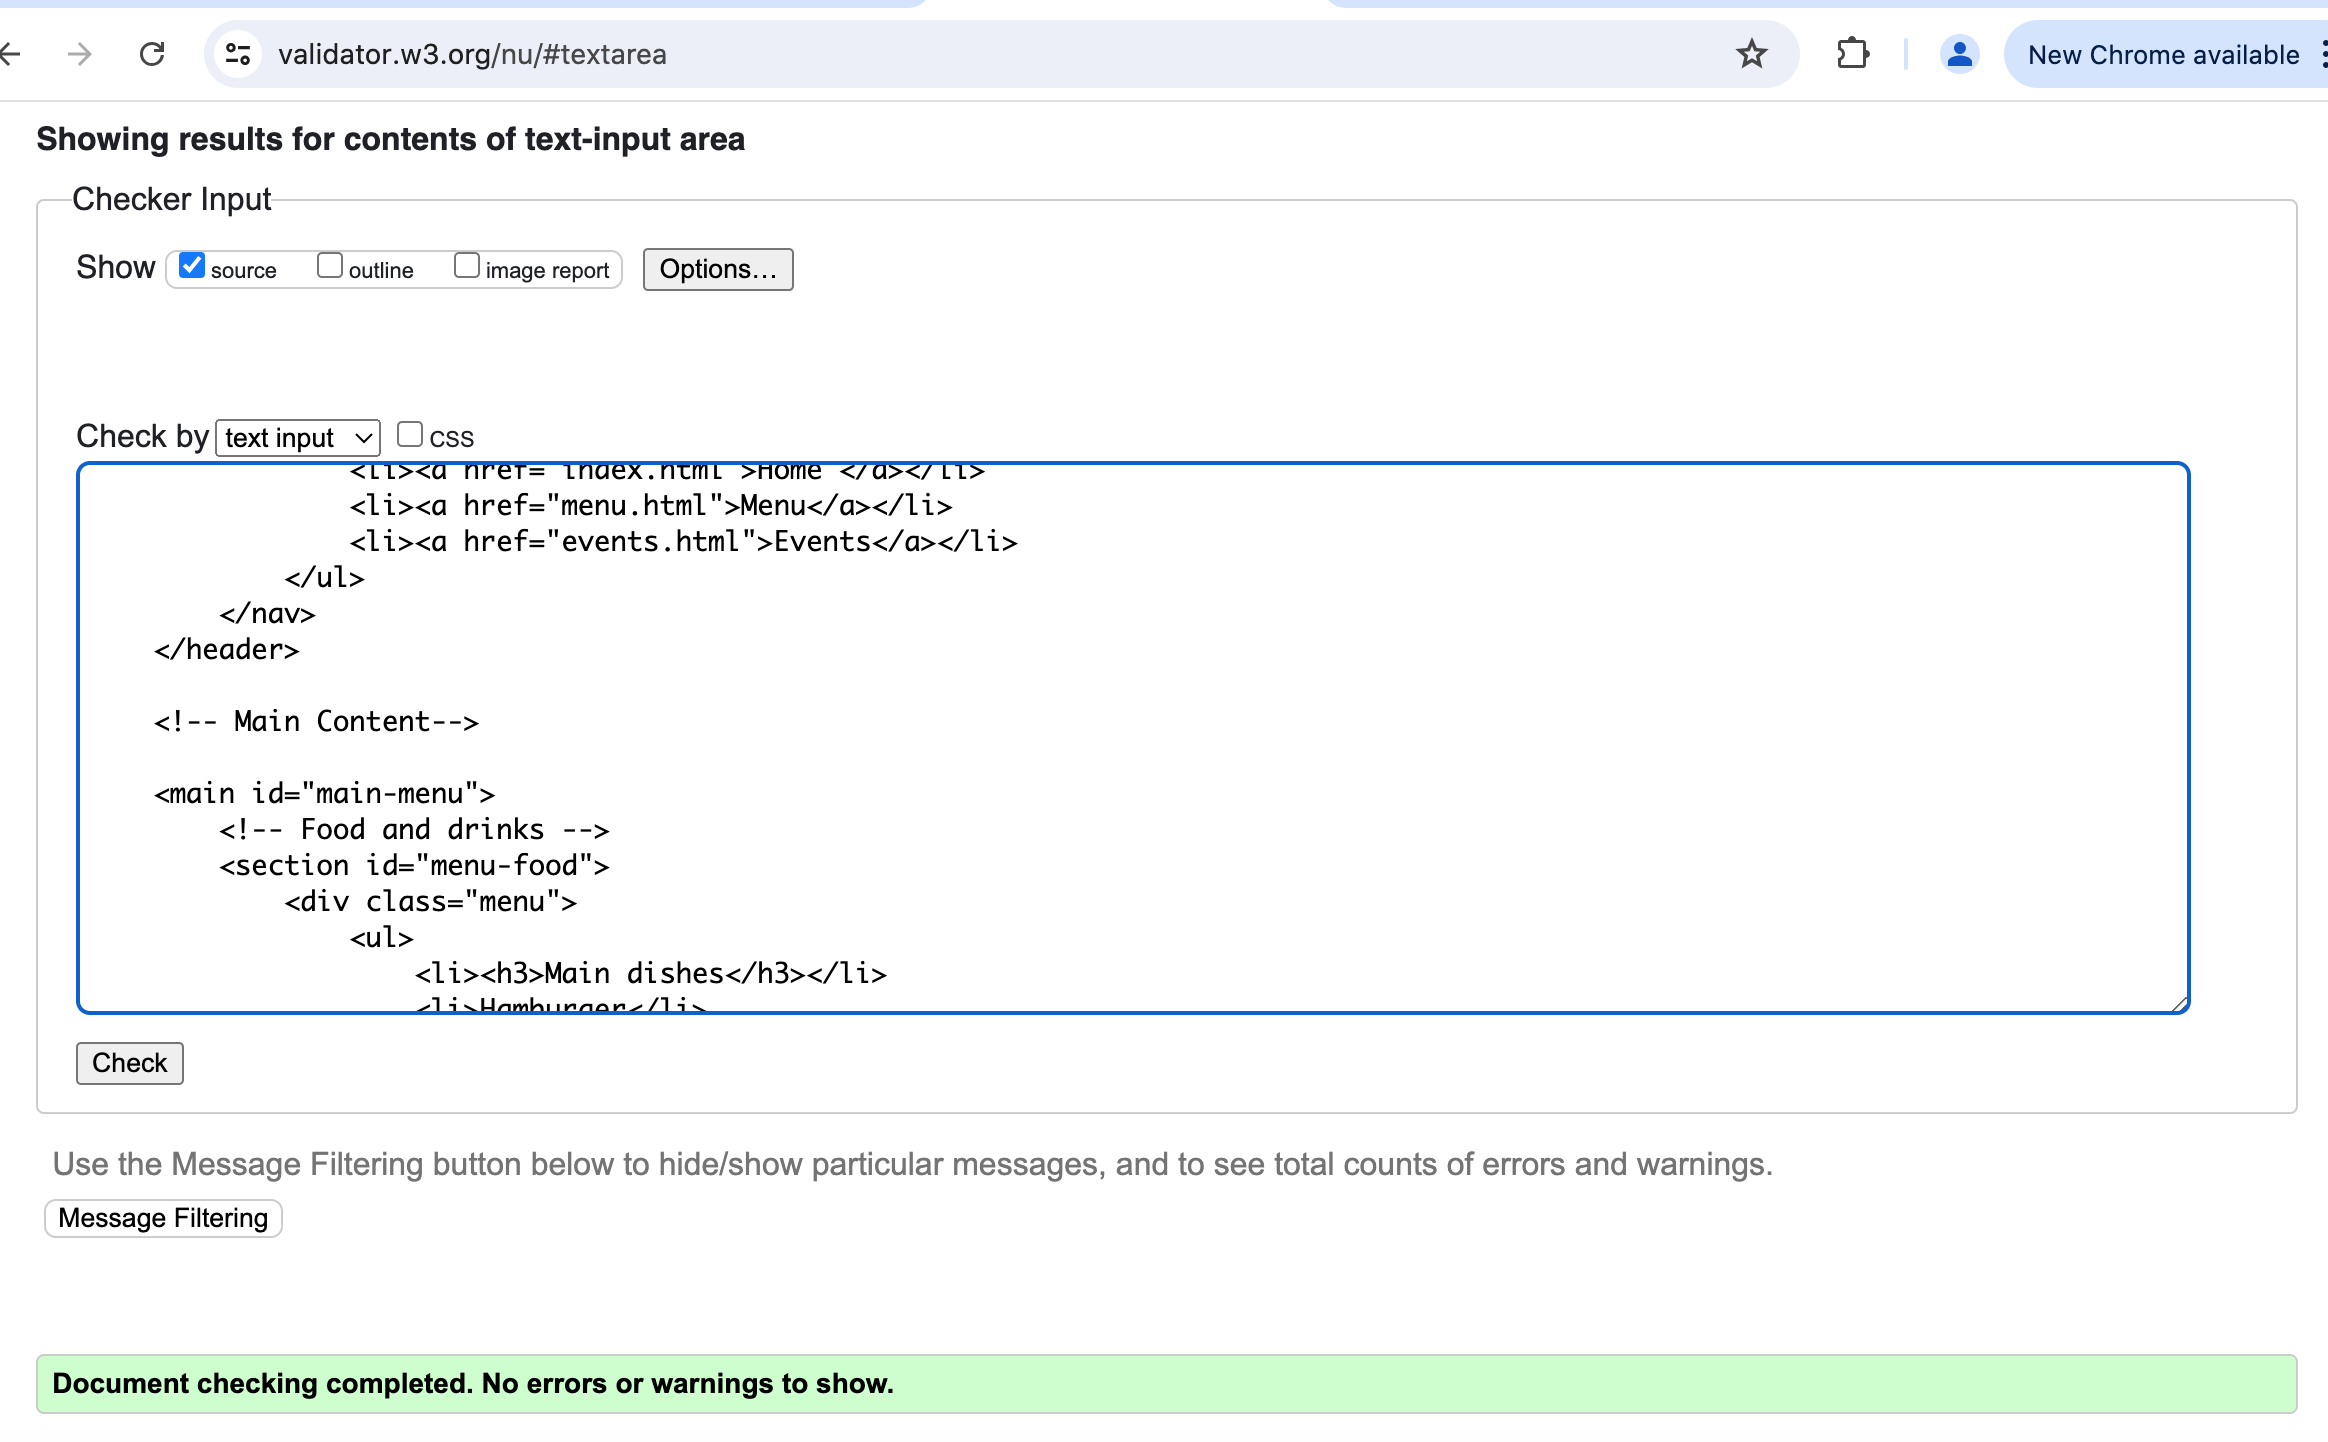 validator.w3.org/nu/#textarea
New Chrome available
Showing results for contents of text-input area
Checker Input
Show source outline image report Options...
Check by text input css
<li><a href="index.html">Home </a></li>
<li><a href="menu.html">Menu</a></li>
<li><a href="events.html">Events</a></li>
</ul>
</nav>
</header>
<!-- Main Content-->
<main id="main-menu">
<!-- Food and drinks -->
<section id="menu-food">
<div class="menu">
<ul>
<li><h3>Main dishes</h3></li>
<li>Hamburger</li>
Check
Use the Message Filtering button below to hide/show particular messages, and to see total counts of errors and warnings.
Message Filtering
Document checking completed. No errors or warnings to show.